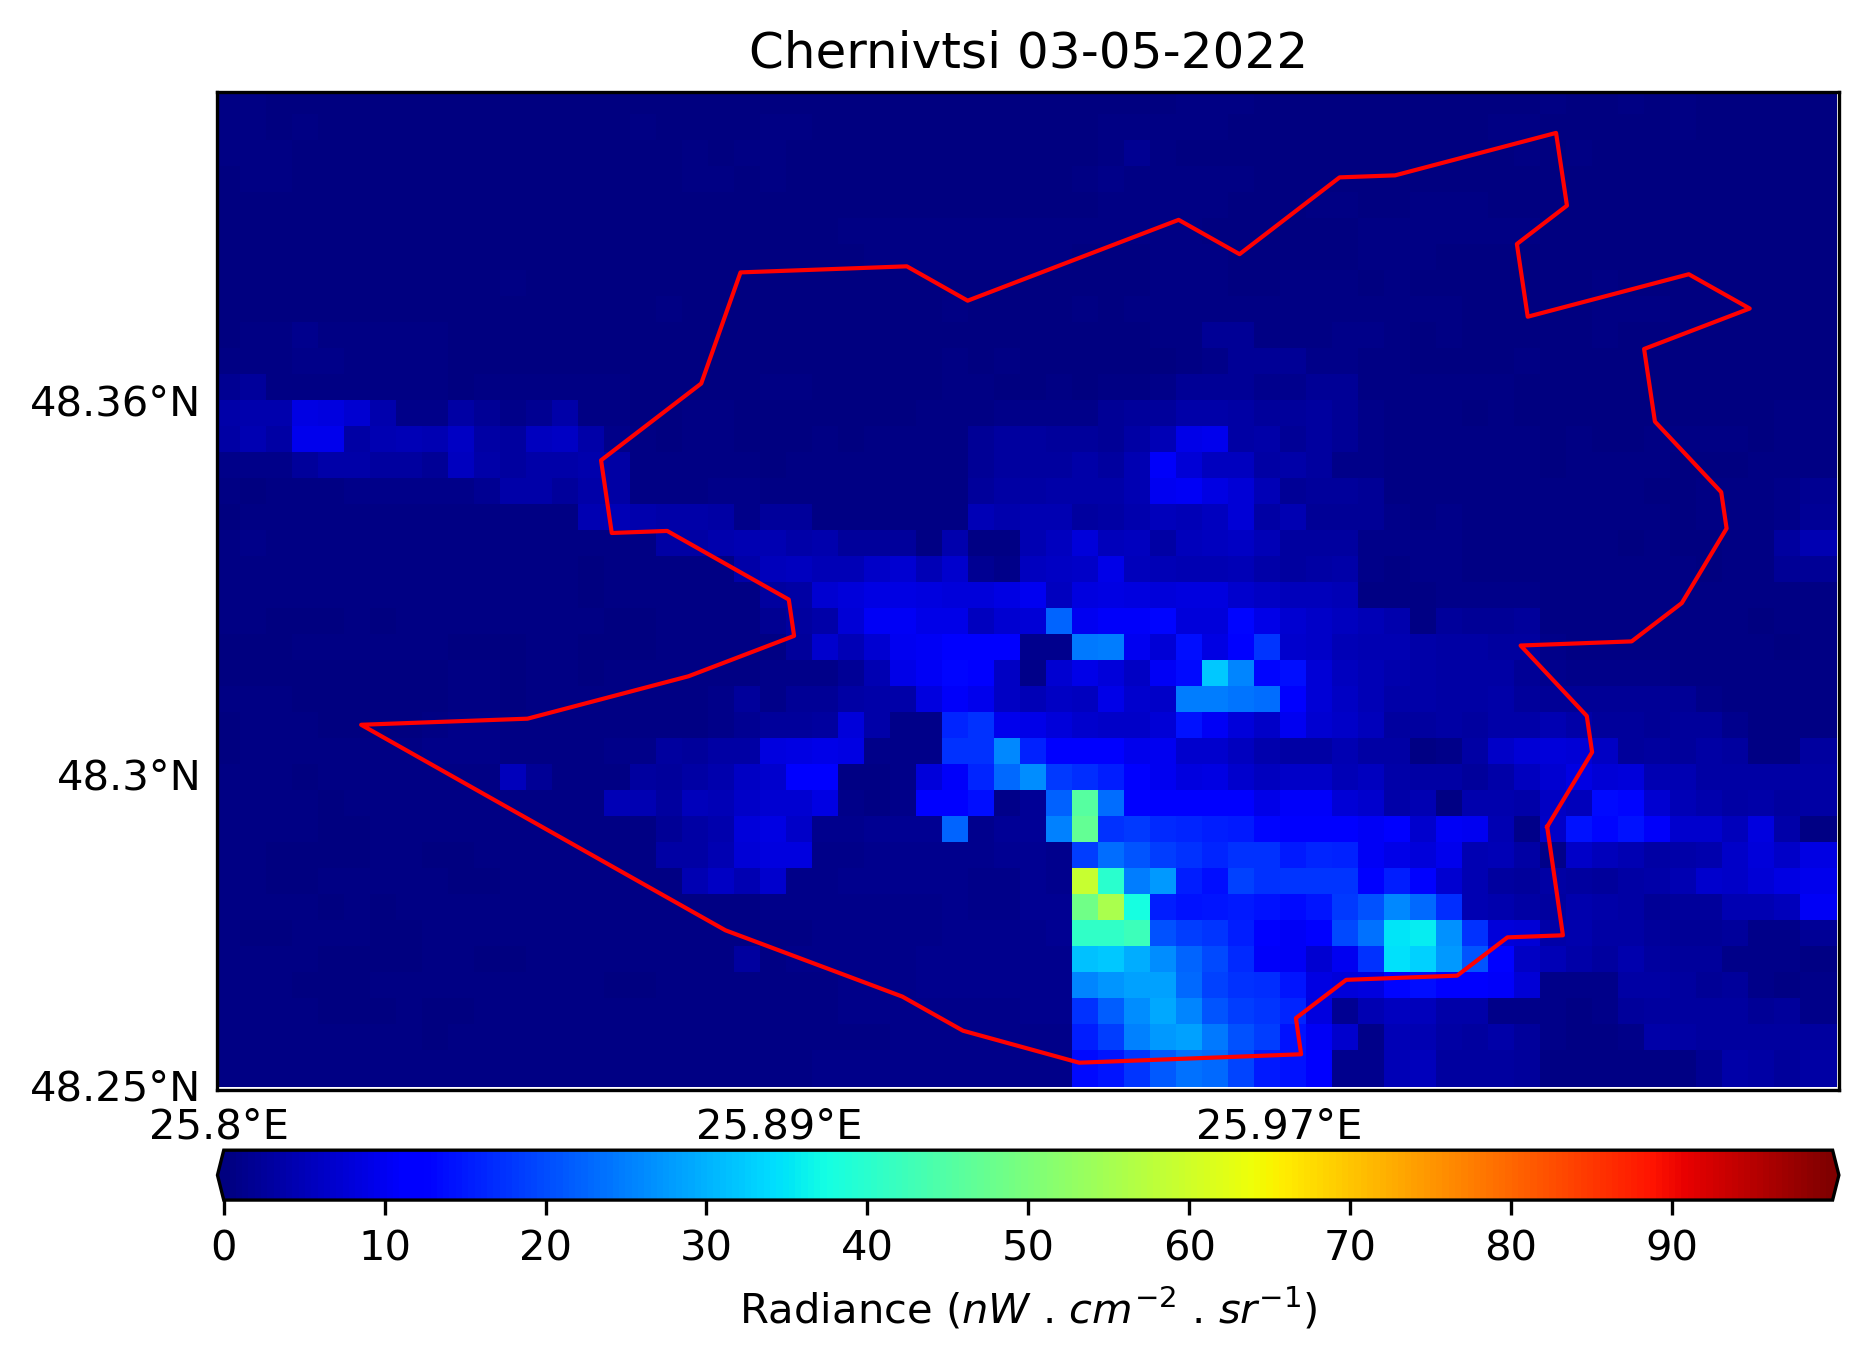 Chernivtsi 03-05-2022
48.36°N
48.3°N
48.25°N
25.8°E 25.89°E 25.97°E
0 10 20 30 40 50 60 70 80 90
Radiance (nW . cm⁻² . sr⁻¹)